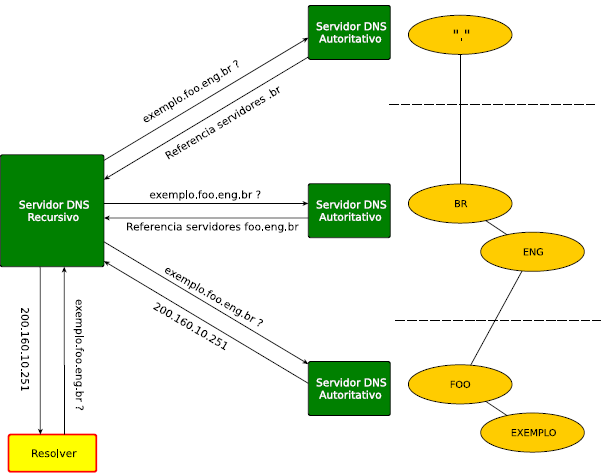 Servidor DNS
Autoritativo
"."
exemplo.foo.eng.br ?
Referencia servidores .br
Servidor DNS
Recursivo
exemplo.foo.eng.br ?
Referencia servidores foo.eng.br
Servidor DNS
Autoritativo
BR
ENG
exemplo.foo.eng.br ?
200.160.10.251
200.160.10.251
exemplo.foo.eng.br ?
Servidor DNS
Autoritativo
FOO
EXEMPLO
Resolver